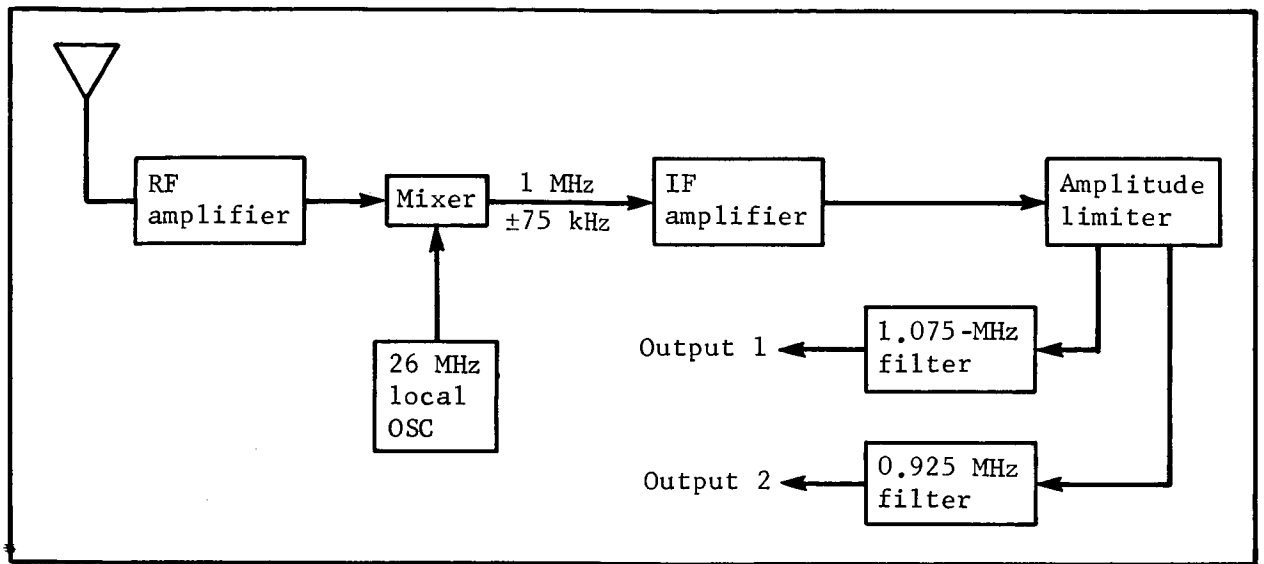 RF
amplifier
Mixer
1 MHz
±75 kHz
IF
amplifier
Amplitude
limiter
26 MHz
local
OSC
Output 1
1.075-MHz
filter
Output 2
0.925 MHz
filter